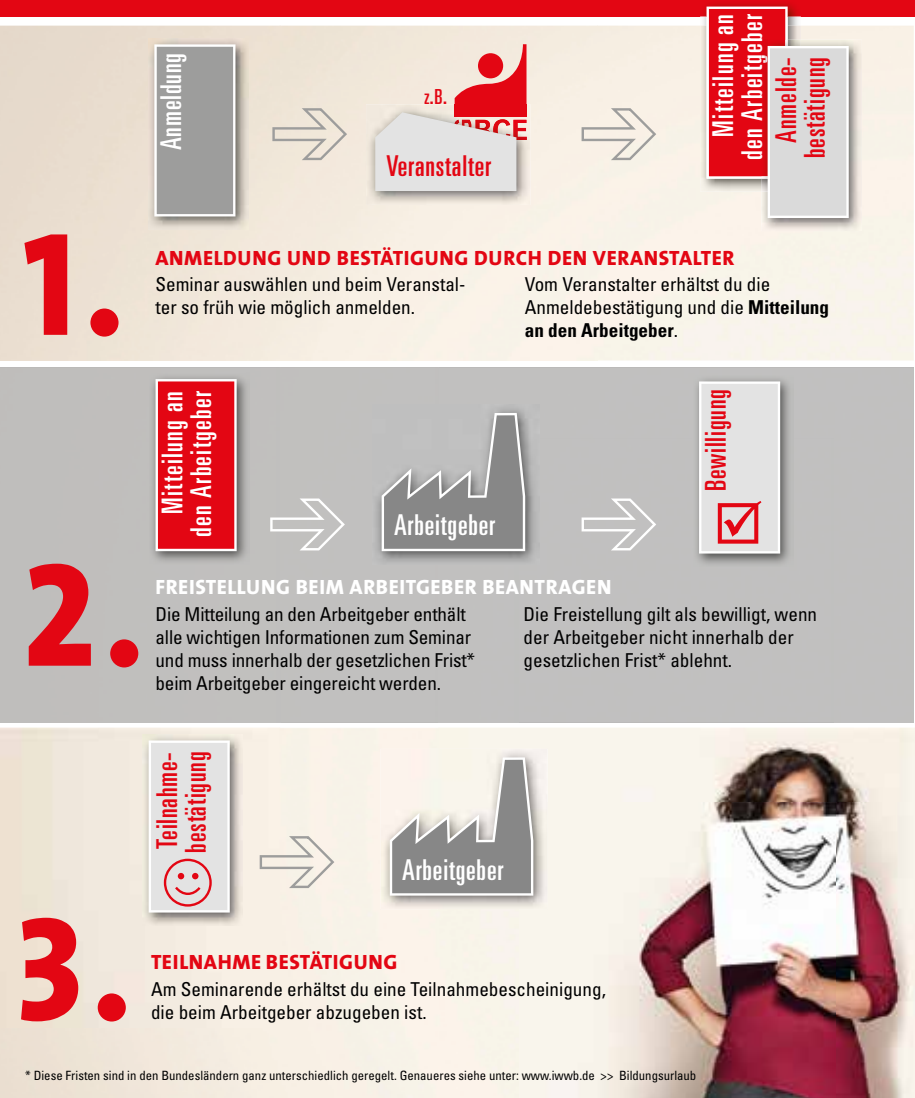 Anmeldung
z.B.
Veranstalter
Mitteilung an
den Arbeitgeber
Anmelde-
bestätigung
1.
ANMELDUNG UND BESTÄTIGUNG DURCH DEN VERANSTALTER
Seminar auswählen und beim Veranstal-
ter so früh wie möglich anmelden.
Vom Veranstalter erhältst du die
Anmeldebestätigung und die Mitteilung
an den Arbeitgeber.
Mitteilung an
den Arbeitgeber
Arbeitgeber
Bewilligung
2.
FREISTELLUNG BEIM ARBEITGEBER BEANTRAGEN
Die Mitteilung an den Arbeitgeber enthält
alle wichtigen Informationen zum Seminar
und muss innerhalb der gesetzlichen Frist*
beim Arbeitgeber eingereicht werden.
Die Freistellung gilt als bewilligt, wenn
der Arbeitgeber nicht innerhalb der
gesetzlichen Frist* ablehnt.
Teilnahme-
bestätigung
Arbeitgeber
3.
TEILNAHME BESTÄTIGUNG
Am Seminarende erhältst du eine Teilnahmebescheinigung,
die beim Arbeitgeber abzugeben ist.
* Diese Fristen sind in den Bundesländern ganz unterschiedlich geregelt. Genaueres siehe unter: www.iwwb.de >> Bildungsurlaub